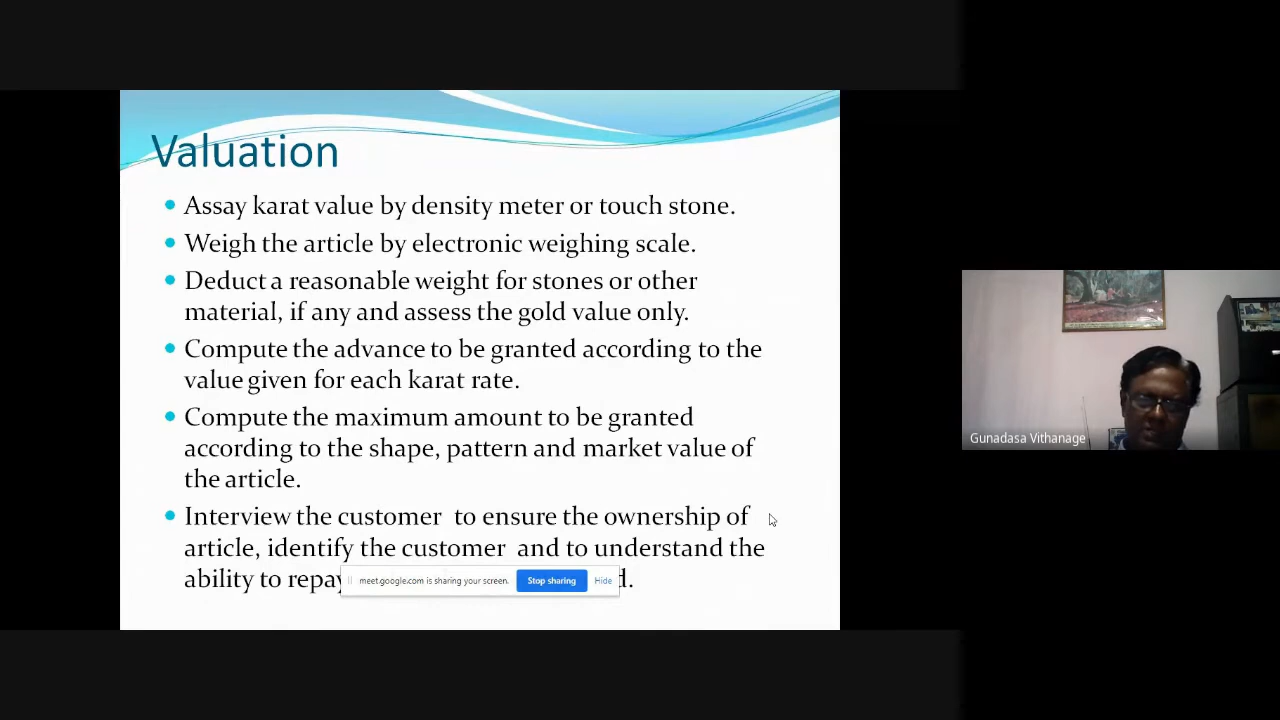 Valuation
Assay karat value by density meter or touch stone.
Weigh the article by electronic weighing scale.
Deduct a reasonable weight for stones or other
material, if any and assess the gold value only.
Compute the advance to be granted according to the
value given for each karat rate.
Compute the maximum amount to be granted
according to the shape, pattern and market value of
the article.
Interview the customer to ensure the ownership of
article, identify the customer and to understand the
ability to repay
meet.google.com is sharing your screen.
Stop sharing
Hide
Gunadasa Vithanage